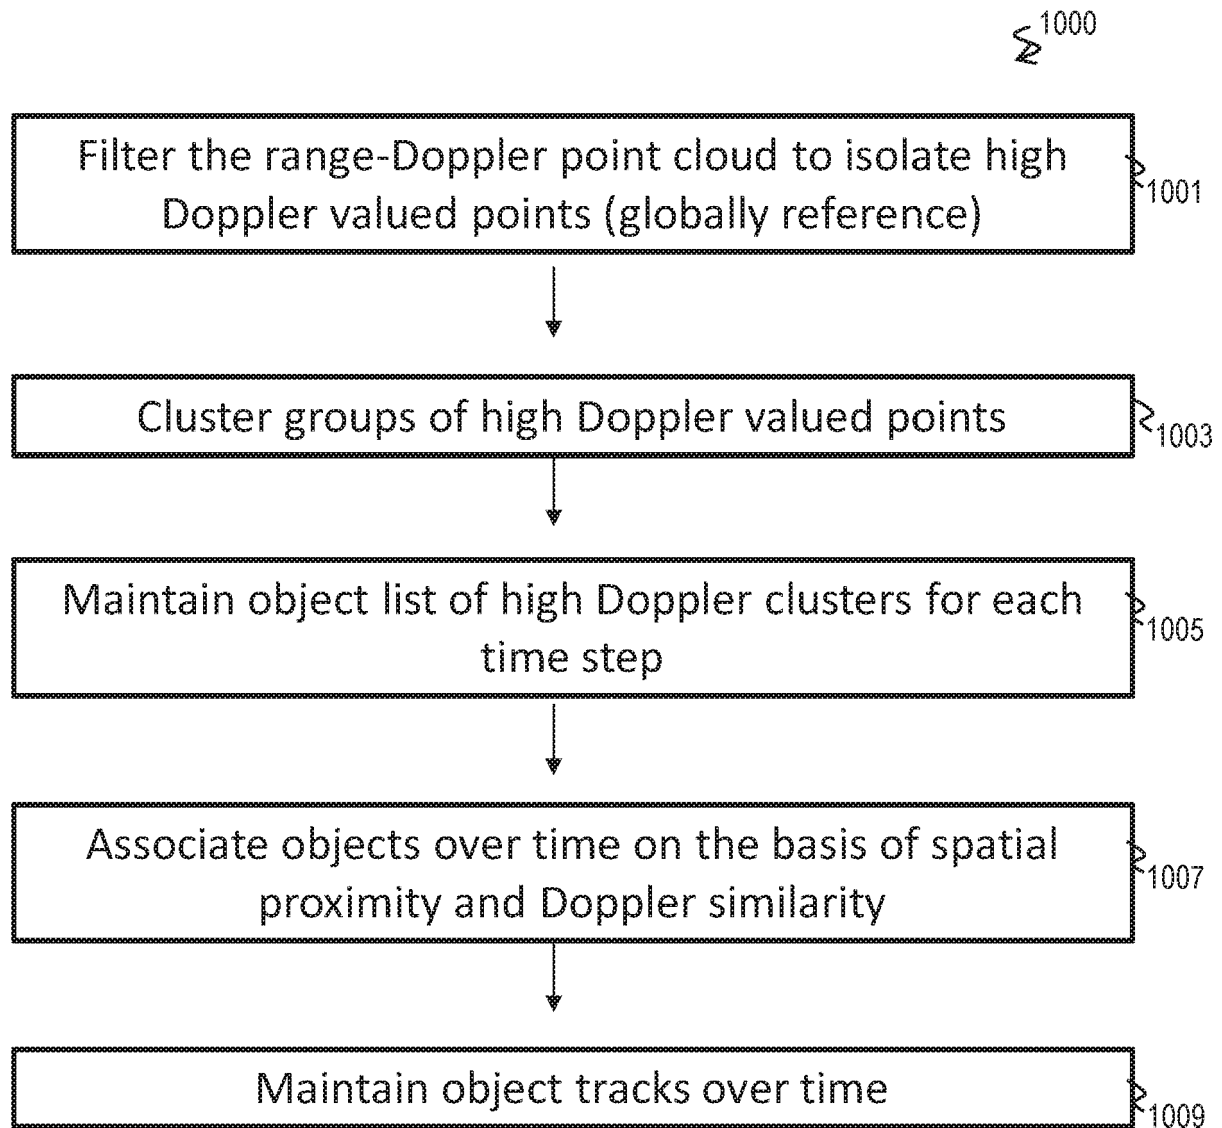 1000
Filter the range-Doppler point cloud to isolate high
Doppler valued points (globally reference)
1001
Cluster groups of high Doppler valued points
1003
Maintain object list of high Doppler clusters for each
time step
1005
Associate objects over time on the basis of spatial
proximity and Doppler similarity
1007
Maintain object tracks over time
1009